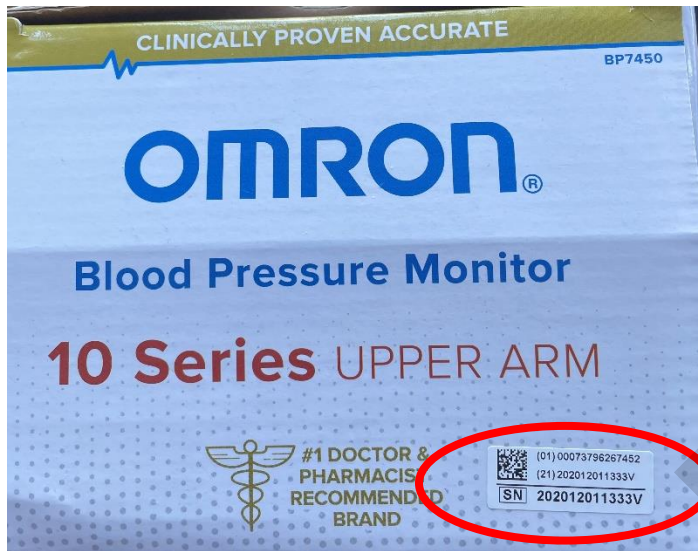 CLINICALLY PROVEN ACCURATE
BP7450
OMRON®
Blood Pressure Monitor
10 Series UPPER ARM
#1 DOCTOR &
PHARMACIST
RECOMMENDED
BRAND
(01) 00073796267452
(21) 202012011333V
SN 202012011333V